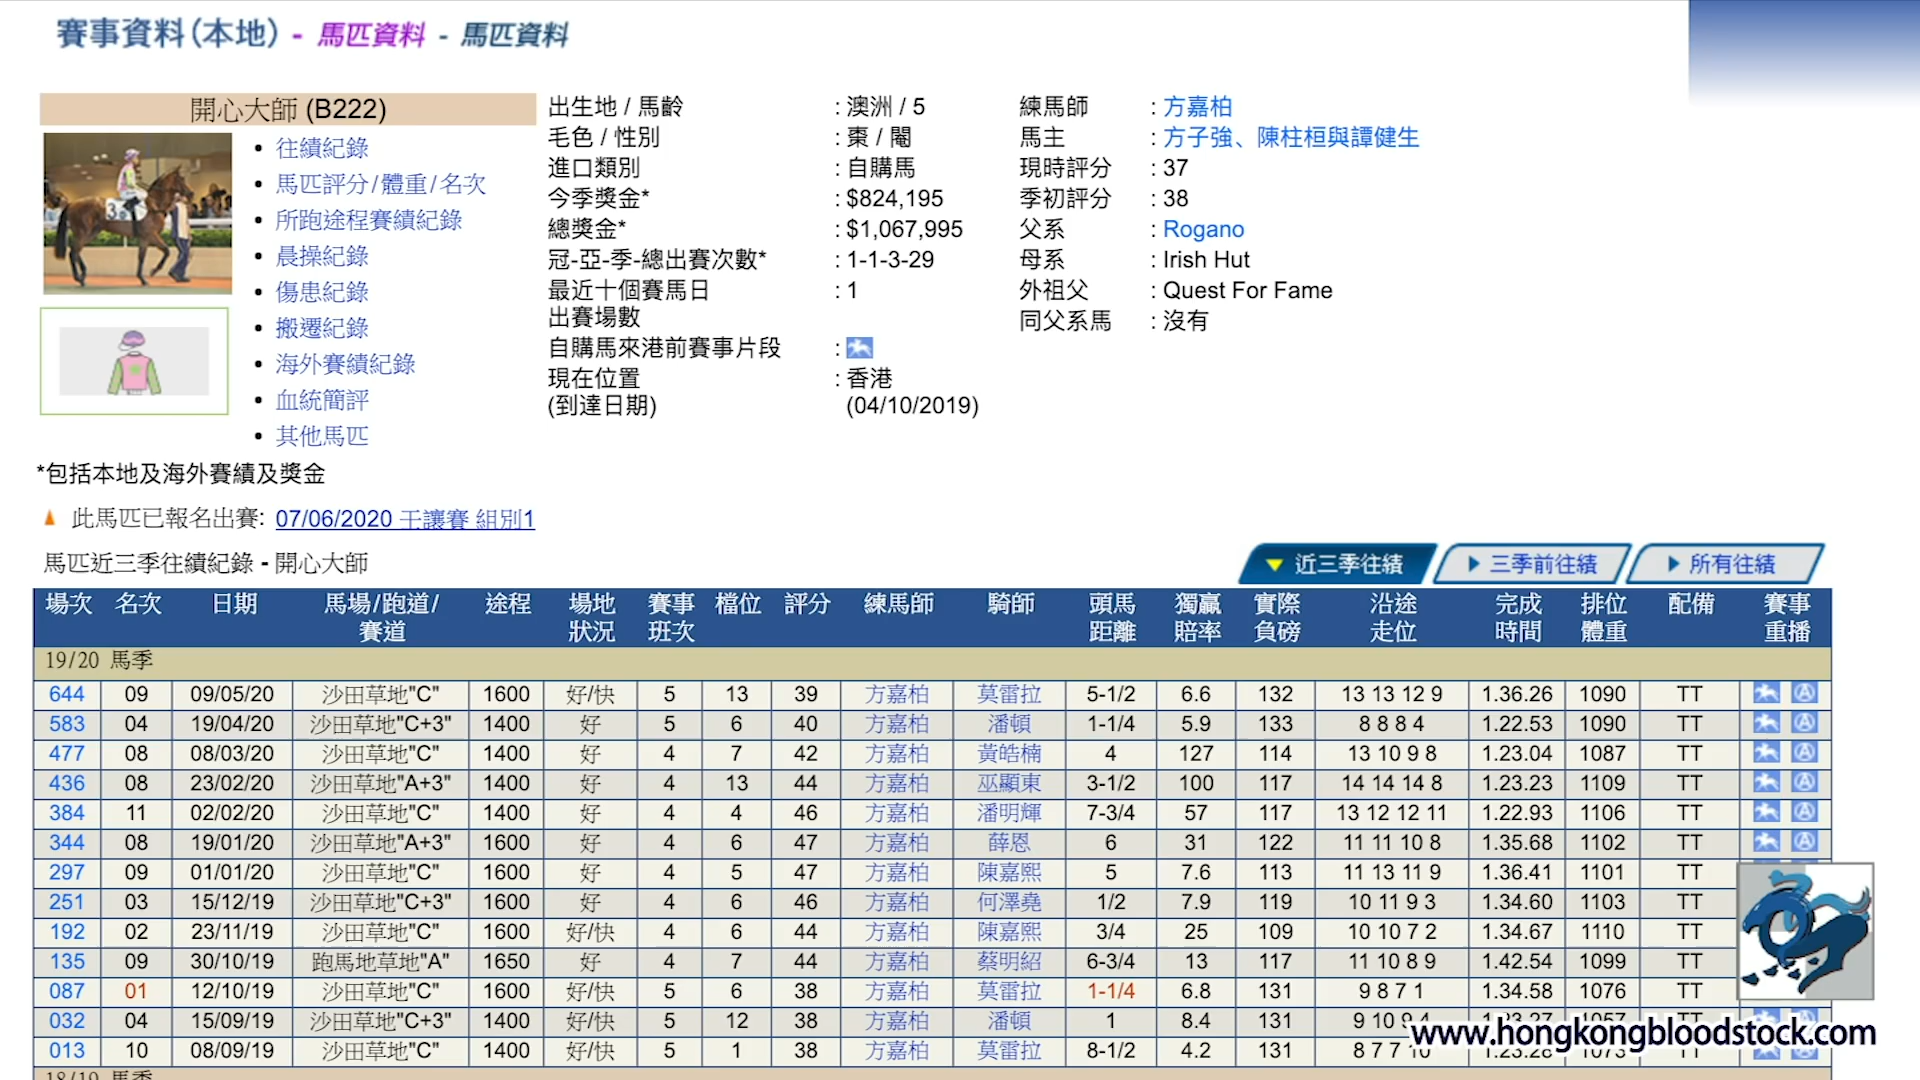 賽事資料(本地) - 馬匹資料 - 馬匹資料
開心大師 (B222)
• 往績紀錄
• 馬匹評分/體重/名次
• 所跑途程賽績紀錄
• 晨操紀錄
• 傷患紀錄
• 搬遷紀錄
• 海外賽績紀錄
• 血統簡評
• 其他馬匹
出生地 / 馬齡 : 澳洲 / 5
毛色 / 性別 : 棗 / 閹
進口類別 : 自購馬
今季獎金* : $824,195
總獎金* : $1,067,995
冠-亞-季-總出賽次數* : 1-1-3-29
最近十個賽馬日 : 1
出賽場數
自購馬來港前賽事片段 :
現在位置 : 香港
(到達日期) (04/10/2019)
練馬師 : 方嘉柏
馬主 : 方子強、陳柱桓與譚健生
現時評分 : 37
季初評分 : 38
父系 : Rogano
母系 : Irish Hut
外祖父 : Quest For Fame
同父系馬 : 沒有
*包括本地及海外賽績及獎金
此馬匹已報名出賽: 07/06/2020 王讓賽 組別1
馬匹近三季往績紀錄 - 開心大師
近三季往績 三季前往績 所有往績
場次 名次 日期 馬場/跑道/ 途程 場地 賽事 檔位 評分 練馬師 騎師 頭馬 獨贏 實際 沿途 完成 排位 配備 賽事
賽道 狀況 班次 距離 賠率 負磅 走位 時間 體重 重播
19/20 馬季
644 09 09/05/20 沙田草地"C" 1600 好/快 5 13 39 方嘉柏 莫雷拉 5-1/2 6.6 132 13 13 12 9 1.36.26 1090 TT
583 04 19/04/20 沙田草地"C+3" 1400 好 5 6 40 方嘉柏 潘頓 1-1/4 5.9 133 8 8 8 4 1.22.53 1090 TT
477 08 08/03/20 沙田草地"C" 1400 好 4 7 42 方嘉柏 黃皓楠 4 127 114 13 10 9 8 1.23.04 1087 TT
436 08 23/02/20 沙田草地"A+3" 1400 好 4 13 44 方嘉柏 巫顯東 3-1/2 100 117 14 14 14 8 1.23.23 1109 TT
384 11 02/02/20 沙田草地"C" 1400 好 4 4 46 方嘉柏 潘明輝 7-3/4 57 117 13 12 12 11 1.22.93 1106 TT
344 08 19/01/20 沙田草地"A+3" 1600 好 4 6 47 方嘉柏 薛恩 6 31 122 11 11 10 8 1.35.68 1102 TT
297 09 01/01/20 沙田草地"C" 1600 好 4 5 47 方嘉柏 陳嘉熙 5 7.6 113 11 13 11 9 1.36.41 1101 TT
251 03 15/12/19 沙田草地"C+3" 1600 好 4 6 46 方嘉柏 何澤堯 1/2 7.9 119 10 11 9 3 1.34.60 1103 TT
192 02 23/11/19 沙田草地"C" 1600 好/快 4 6 44 方嘉柏 陳嘉熙 3/4 25 109 10 10 7 2 1.34.67 1110 TT
135 09 30/10/19 跑馬地草地"A" 1650 好 4 7 44 方嘉柏 蔡明紹 6-3/4 13 117 11 10 8 9 1.42.54 1099 TT
087 01 12/10/19 沙田草地"C" 1600 好/快 5 6 38 方嘉柏 莫雷拉 1-1/4 6.8 131 9 8 7 1 1.34.58 1076 TT
032 04 15/09/19 沙田草地"C+3" 1400 好/快 5 12 38 方嘉柏 潘頓 1 8.4 131 9 10 9 4
013 10 08/09/19 沙田草地"C" 1400 好/快 5 1 38 方嘉柏 莫雷拉 8-1/2 4.2 131 8 7 7 10
www.hongkongbloodstock.com
18/19 馬季